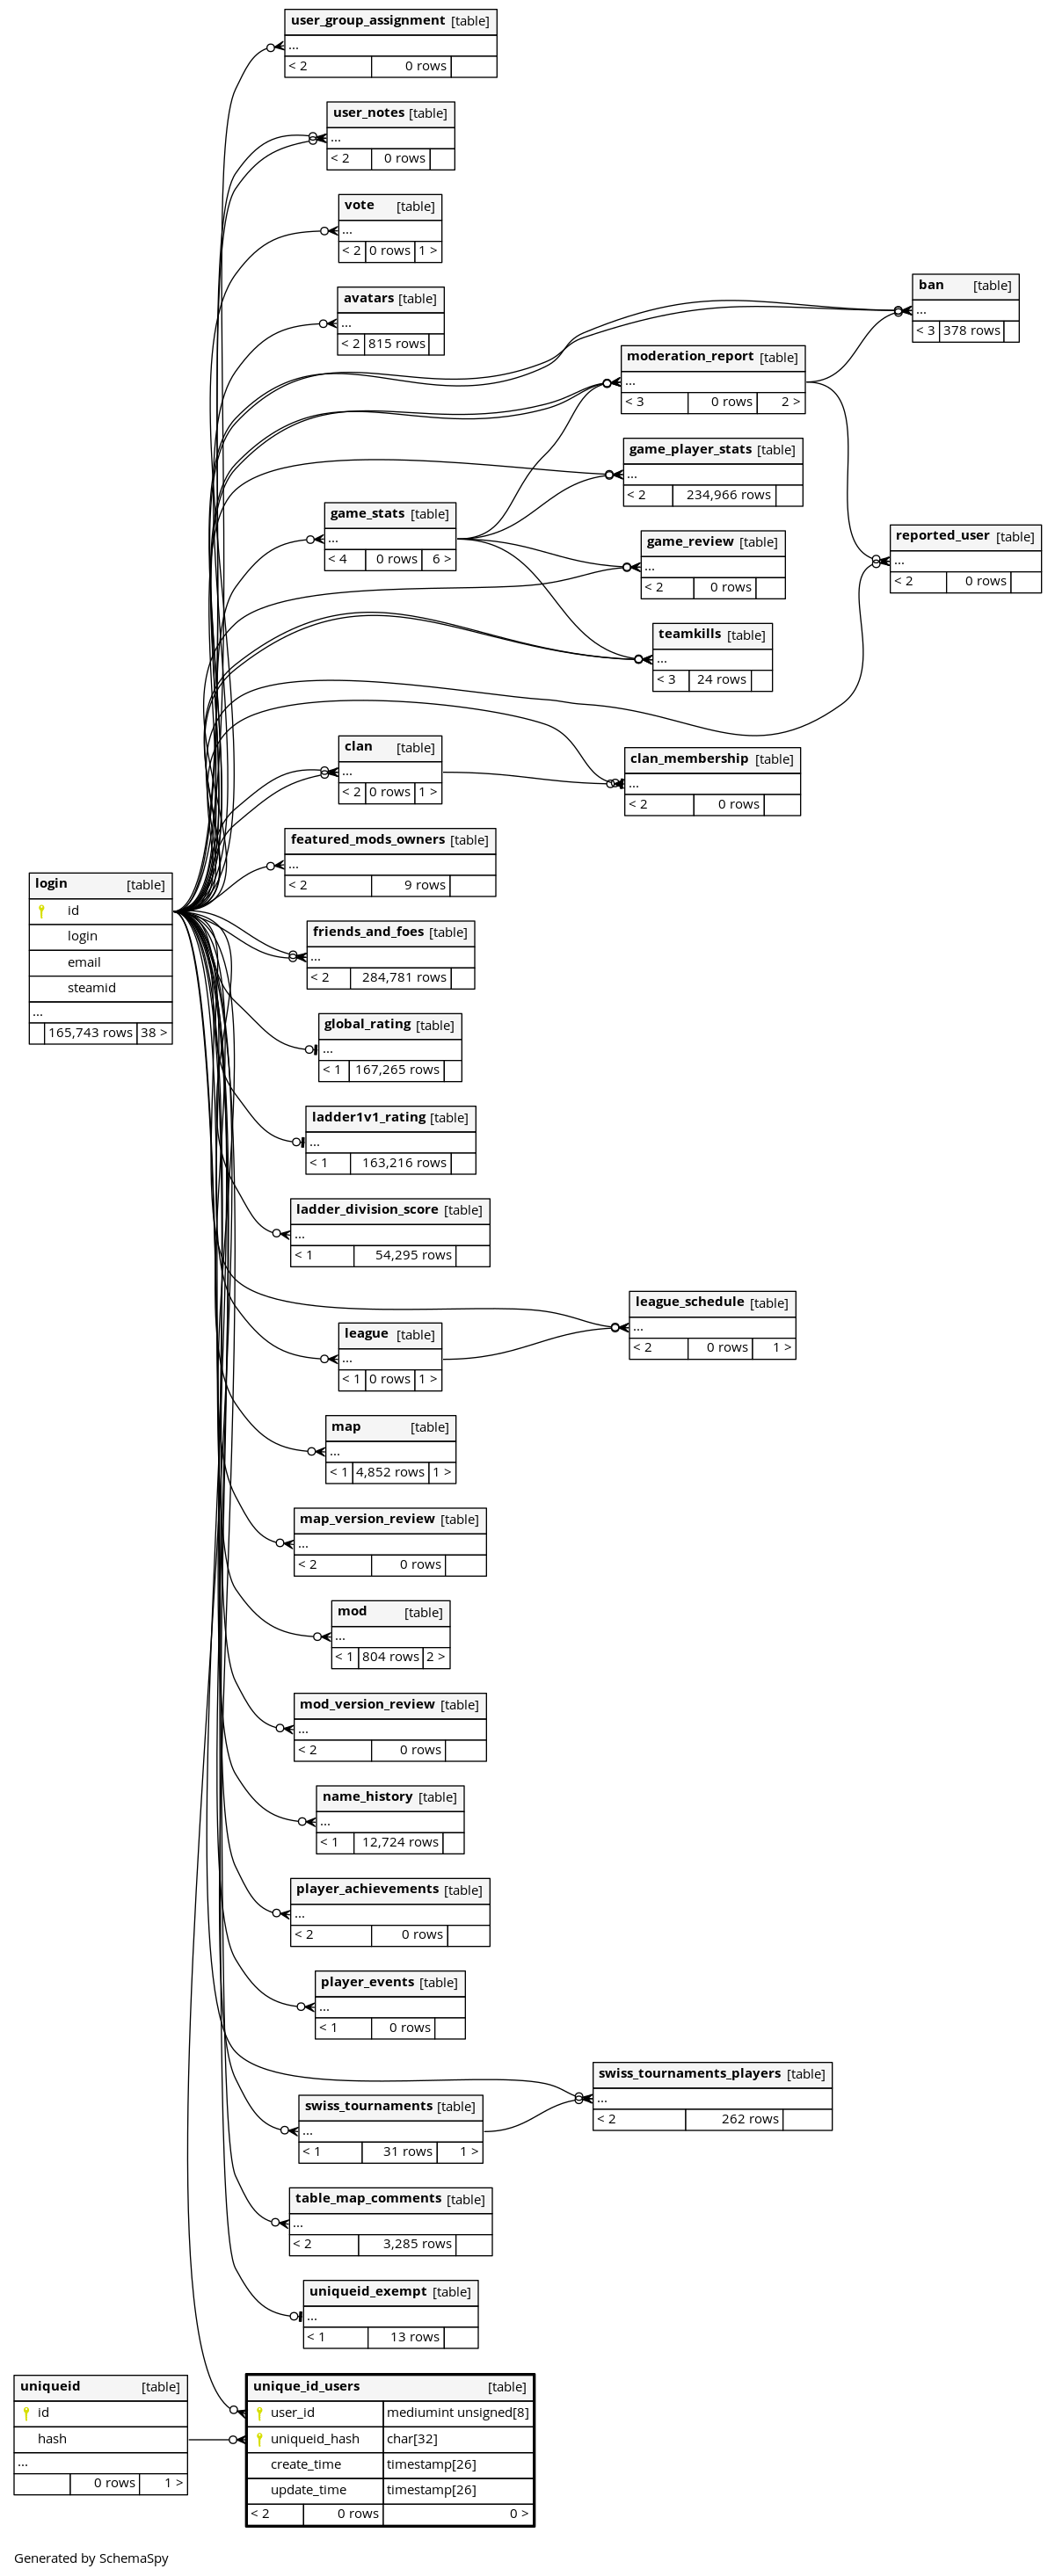 user_group_assignment [table]
...
< 2 0 rows
user_notes [table]
...
< 2 0 rows
vote [table]
...
< 2 0 rows 1 >
avatars [table]
...
< 2 815 rows
ban [table]
...
< 3 378 rows
moderation_report [table]
...
< 3 0 rows 2 >
game_player_stats [table]
...
< 2 234,966 rows
game_stats [table]
...
< 4 0 rows 6 >
game_review [table]
...
< 2 0 rows
reported_user [table]
...
< 2 0 rows
teamkills [table]
...
< 3 24 rows
clan [table]
...
< 2 0 rows 1 >
clan_membership [table]
...
< 2 0 rows
featured_mods_owners [table]
...
< 2 9 rows
login [table]
id
login
email
steamid
...
165,743 rows 38 >
friends_and_foes [table]
...
< 2 284,781 rows
global_rating [table]
...
< 1 167,265 rows
ladder1v1_rating [table]
...
< 1 163,216 rows
ladder_division_score [table]
...
< 1 54,295 rows
league_schedule [table]
...
< 2 0 rows 1 >
league [table]
...
< 1 0 rows 1 >
map [table]
...
< 1 4,852 rows 1 >
map_version_review [table]
...
< 2 0 rows
mod [table]
...
< 1 804 rows 2 >
mod_version_review [table]
...
< 2 0 rows
name_history [table]
...
< 1 12,724 rows
player_achievements [table]
...
< 2 0 rows
player_events [table]
...
< 1 0 rows
swiss_tournaments_players [table]
...
< 2 262 rows
swiss_tournaments [table]
...
< 1 31 rows 1 >
table_map_comments [table]
...
< 2 3,285 rows
uniqueid_exempt [table]
...
< 1 13 rows
uniqueid [table]
id
hash
...
0 rows 1 >
unique_id_users [table]
user_id mediumint unsigned[8]
uniqueid_hash char[32]
create_time timestamp[26]
update_time timestamp[26]
< 2 0 rows 0 >
Generated by SchemaSpy